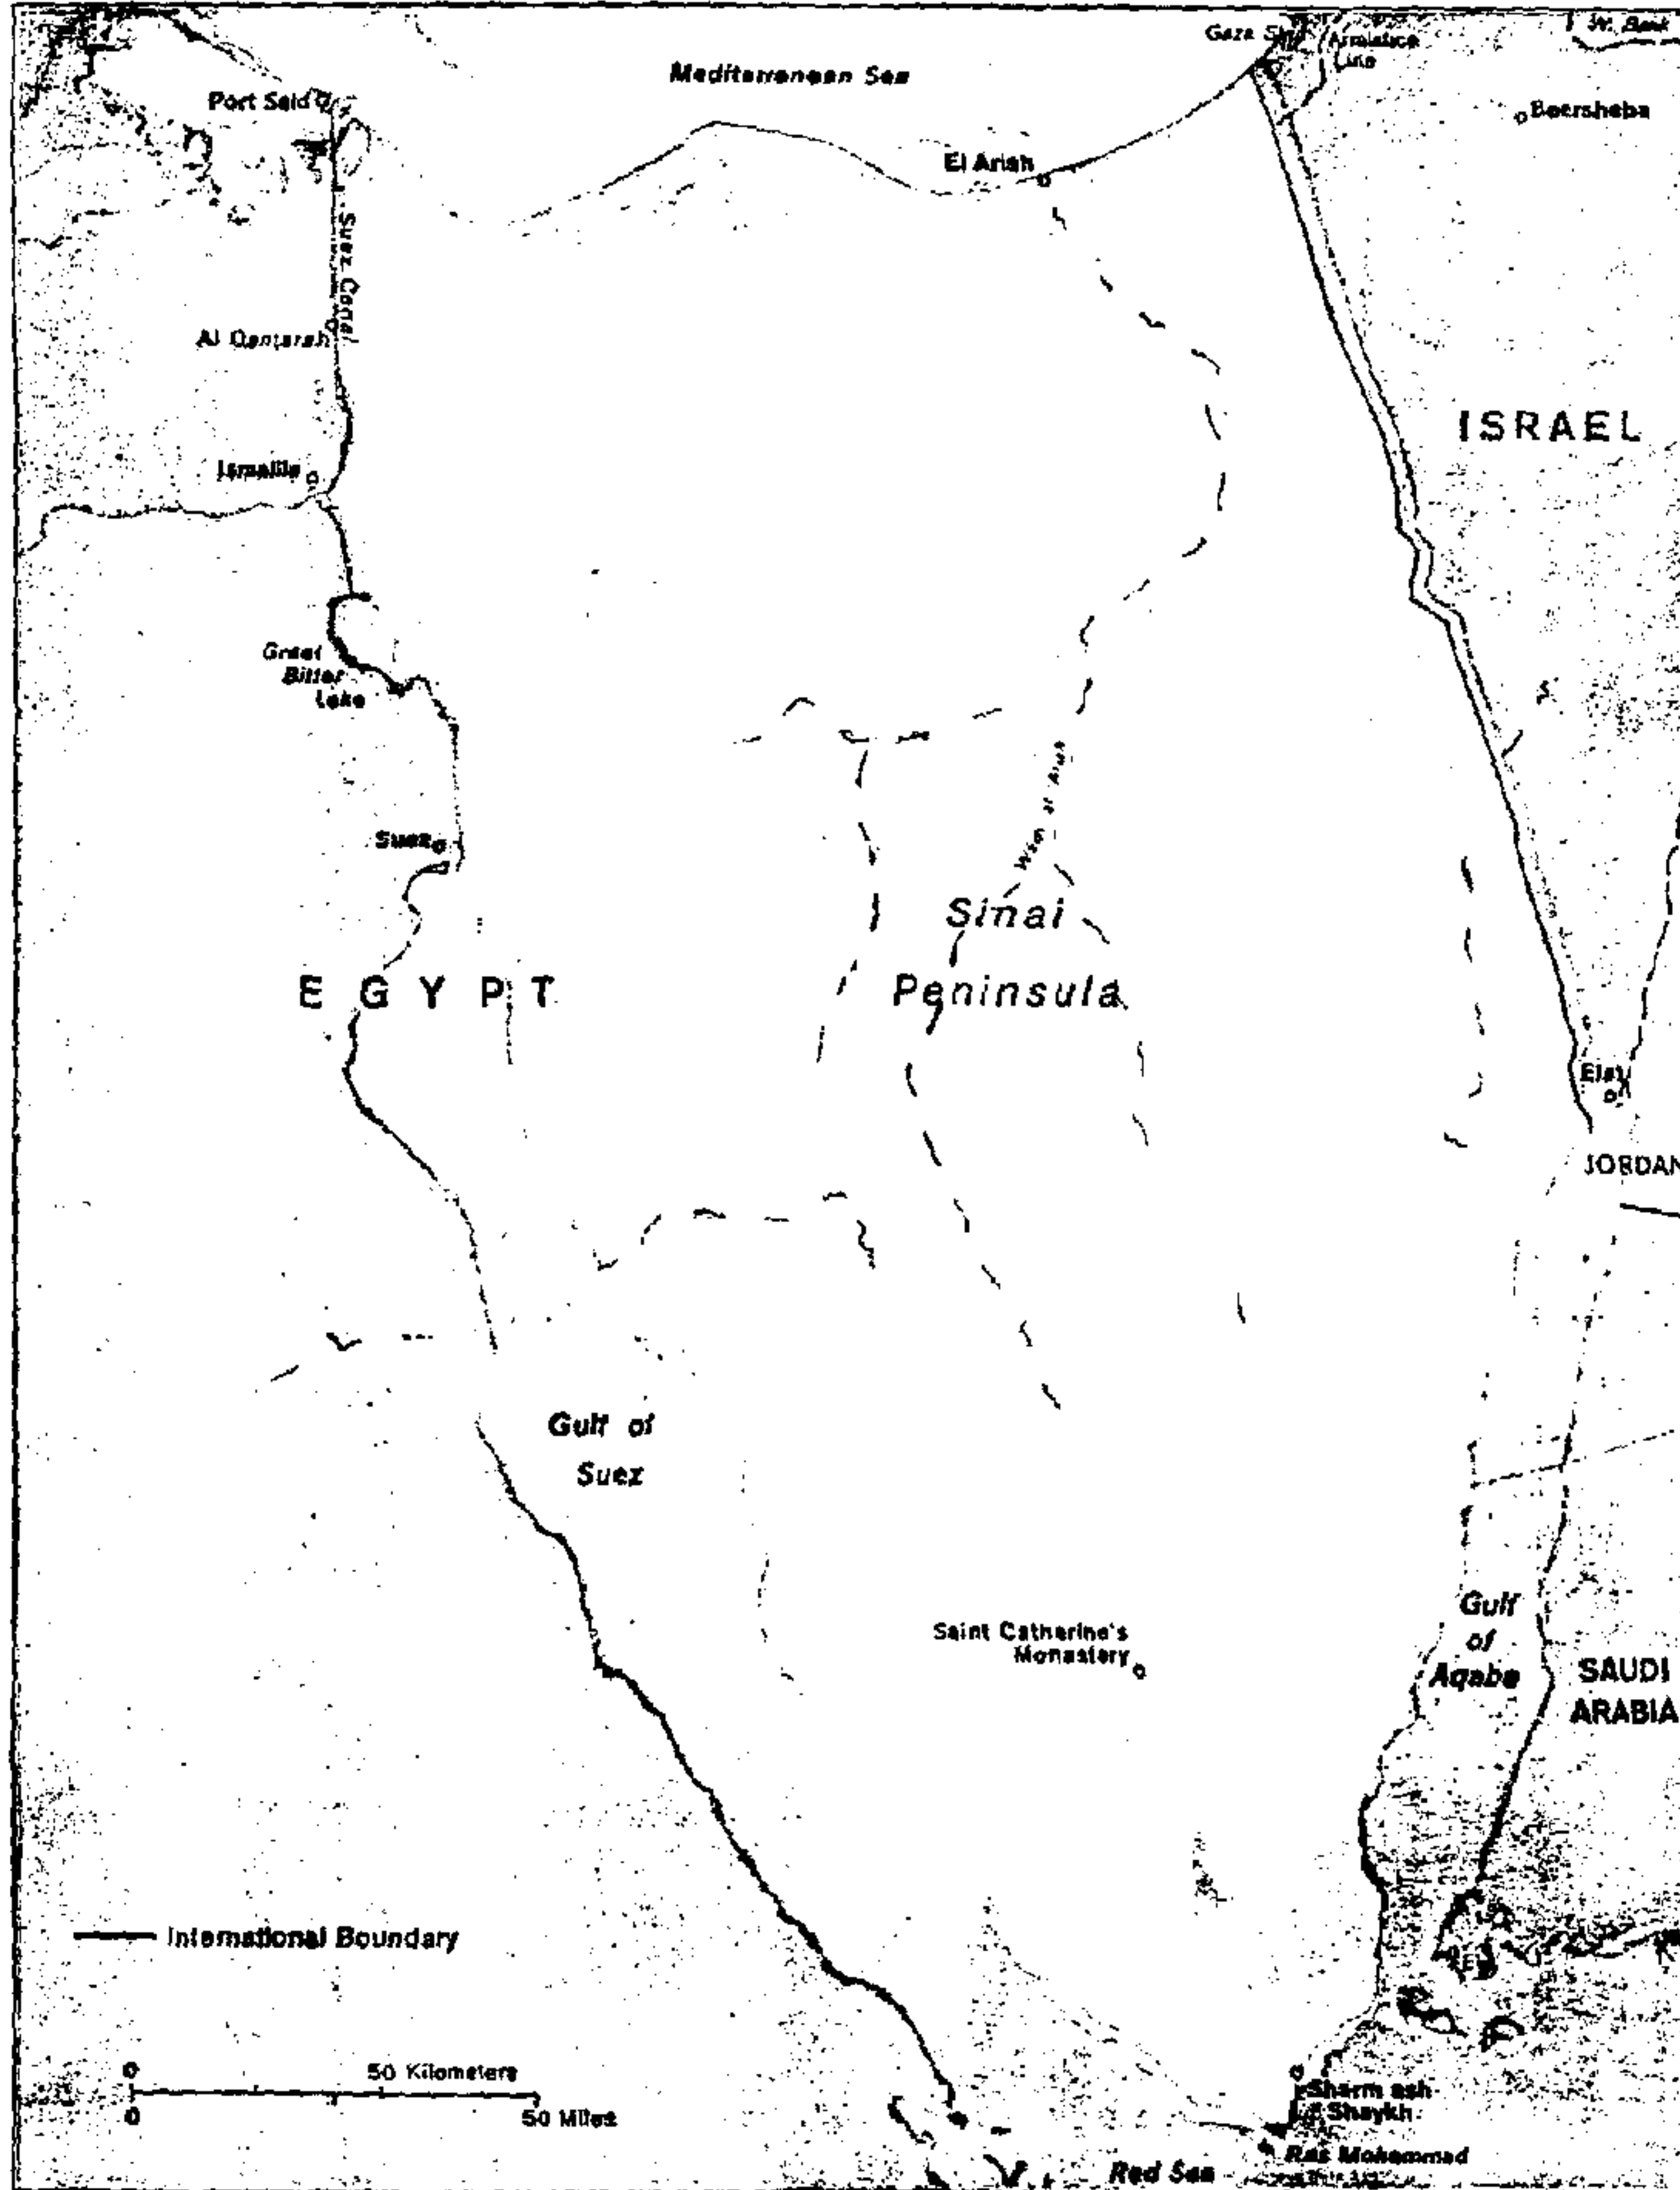 Gaza
Armistice
Line
W. Bank
Mediterranean Sea
Port Said
Beersheba
El Arish
Suez Canal
Al Qantarah
ISRAEL
Ismailia
Great
Bitter
Lake
Suez
Sinai
Peninsula
EGYPT
Elat
JORDAN
Gulf of
Suez
Saint Catherine's
Monastery
Gulf
of
Aqaba
SAUDI
ARABIA
International Boundary
0 50 Kilometers
0 50 Miles
Sharm ash
Shaykh
Ras Mohammad
Red Sea